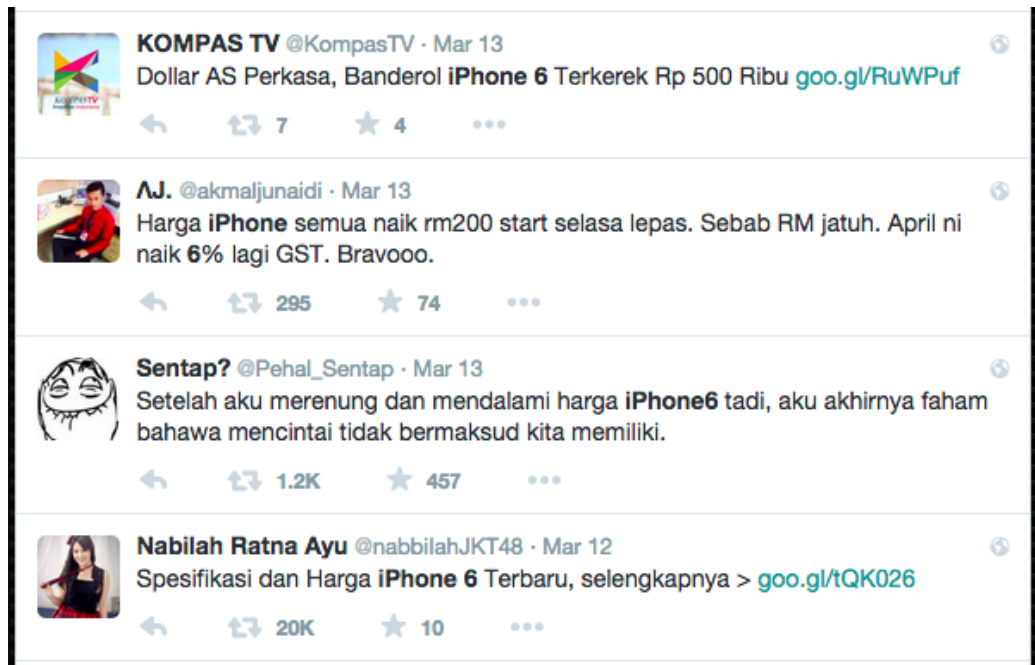 KOMPAS TV @KompasTV · Mar 13
Dollar AS Perkasa, Banderol iPhone 6 Terkerek Rp 500 Ribu goo.gl/RuWPuf
7 4
ΛJ. @akmaljunaidi · Mar 13
Harga iPhone semua naik rm200 start selasa lepas. Sebab RM jatuh. April ni
naik 6% lagi GST. Bravooo.
295 74
Sentap? @Pehal_Sentap · Mar 13
Setelah aku merenung dan mendalami harga iPhone6 tadi, aku akhirnya faham
bahawa mencintai tidak bermaksud kita memiliki.
1.2K 457
Nabilah Ratna Ayu @nabbilahJKT48 · Mar 12
Spesifikasi dan Harga iPhone 6 Terbaru, selengkapnya > goo.gl/tQK026
20K 10